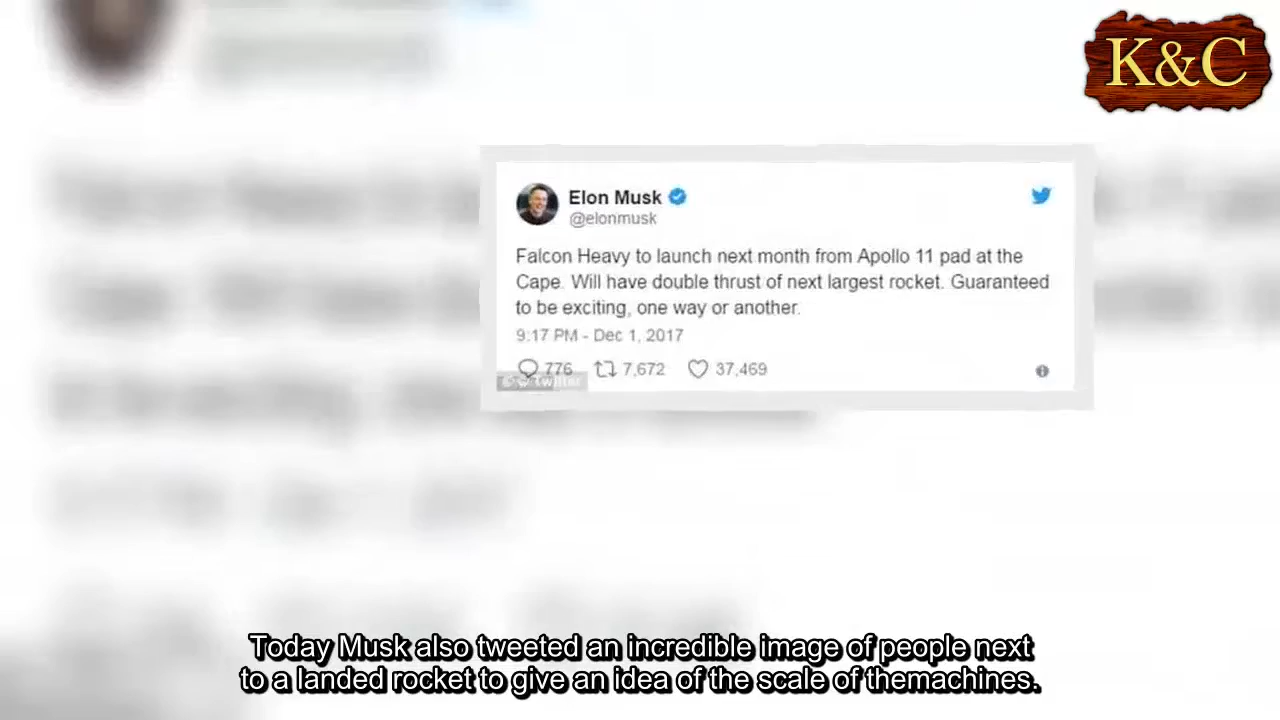 K&C
Elon Musk
@elonmusk
Falcon Heavy to launch next month from Apollo 11 pad at the
Cape. Will have double thrust of next largest rocket. Guaranteed
to be exciting, one way or another.
9:17 PM - Dec 1, 2017
776 7,672 37,469
© Twitter
Today Musk also tweeted an incredible image of people next
to a landed rocket to give an idea of the scale of themachines.